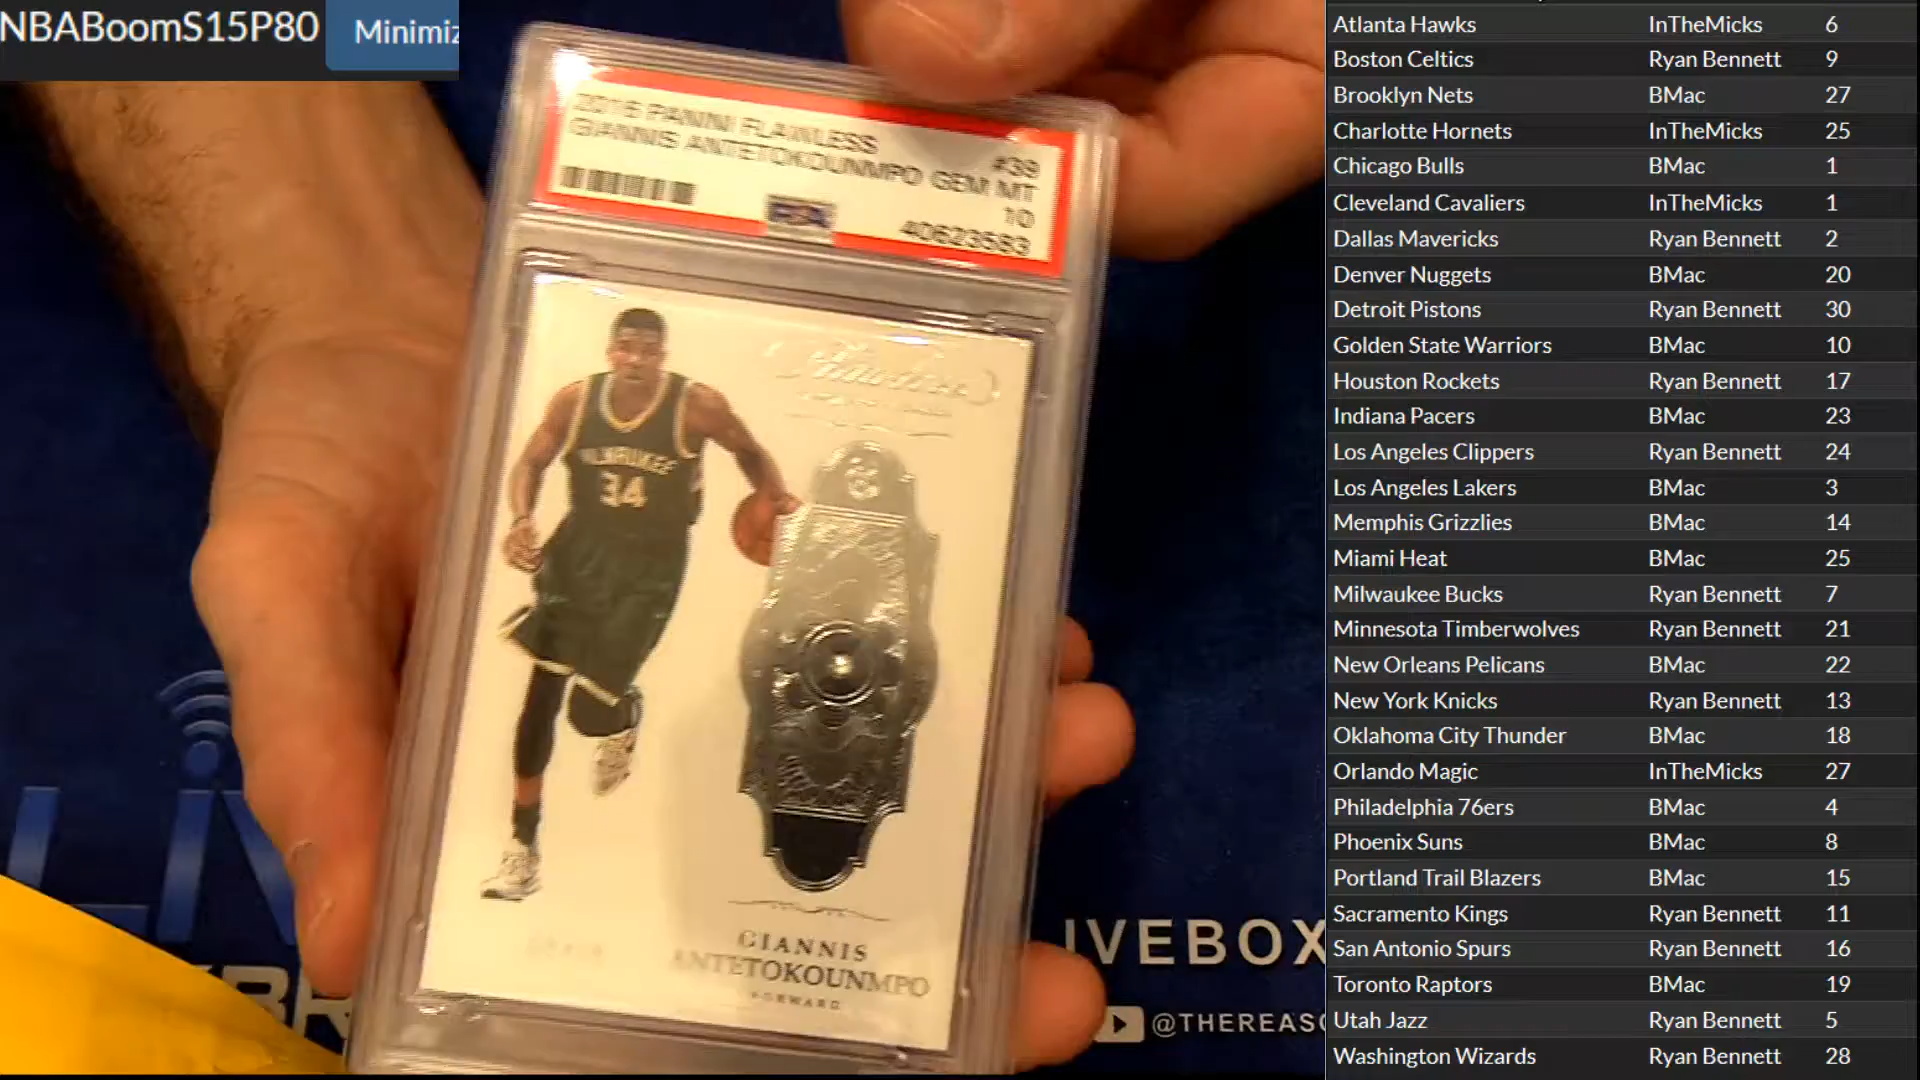 NBABoomS15P80
Minimiz
2016 PANINI FLAWLESS
#39
GIANNIS ANTETOKOUNMPO GEM MT
10
PSA
40623583
Flawless
MILWAUKEE
34
GIANNIS
ANTETOKOUNMPO
FORWARD
IVEBOX
@THEREASO
Atlanta Hawks InTheMicks 6
Boston Celtics Ryan Bennett 9
Brooklyn Nets BMac 27
Charlotte Hornets InTheMicks 25
Chicago Bulls BMac 1
Cleveland Cavaliers InTheMicks 1
Dallas Mavericks Ryan Bennett 2
Denver Nuggets BMac 20
Detroit Pistons Ryan Bennett 30
Golden State Warriors BMac 10
Houston Rockets Ryan Bennett 17
Indiana Pacers BMac 23
Los Angeles Clippers Ryan Bennett 24
Los Angeles Lakers BMac 3
Memphis Grizzlies BMac 14
Miami Heat BMac 25
Milwaukee Bucks Ryan Bennett 7
Minnesota Timberwolves Ryan Bennett 21
New Orleans Pelicans BMac 22
New York Knicks Ryan Bennett 13
Oklahoma City Thunder BMac 18
Orlando Magic InTheMicks 27
Philadelphia 76ers BMac 4
Phoenix Suns BMac 8
Portland Trail Blazers BMac 15
Sacramento Kings Ryan Bennett 11
San Antonio Spurs Ryan Bennett 16
Toronto Raptors BMac 19
Utah Jazz Ryan Bennett 5
Washington Wizards Ryan Bennett 28